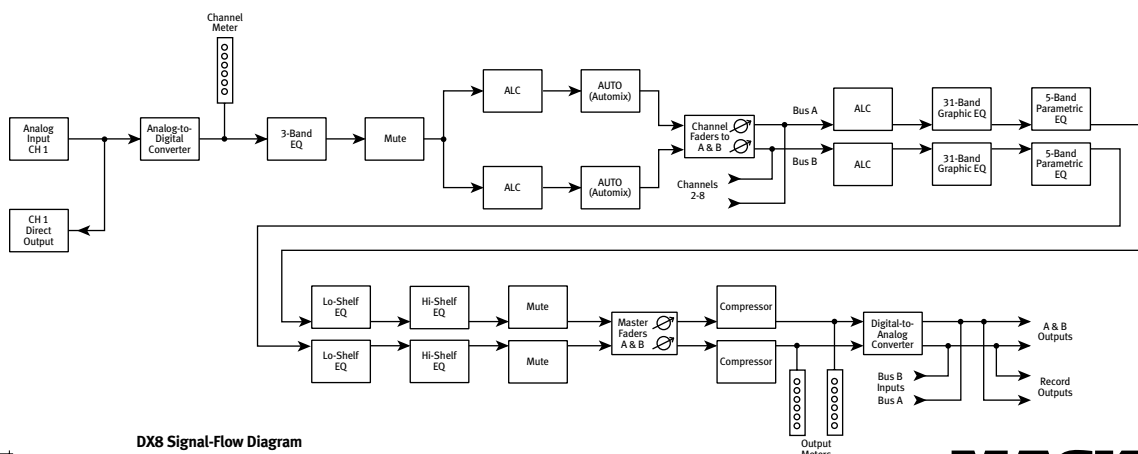 Channel
Meter
Analog
Input
CH 1
Analog-to-
Digital
Converter
3-Band
EQ
Mute
ALC
AUTO
(Automix)
ALC
AUTO
(Automix)
Channel
Faders to
A & B
Bus A
Bus B
Channels
2-8
ALC
31-Band
Graphic EQ
5-Band
Parametric
EQ
ALC
31-Band
Graphic EQ
5-Band
Parametric
EQ
CH 1
Direct
Output
Lo-Shelf
EQ
Hi-Shelf
EQ
Mute
Lo-Shelf
EQ
Hi-Shelf
EQ
Mute
Master
Faders
A & B
Compressor
Compressor
Digital-to-
Analog
Converter
A & B
Outputs
Bus B
Inputs
Bus A
Record
Outputs
Output
Meters
DX8 Signal-Flow Diagram